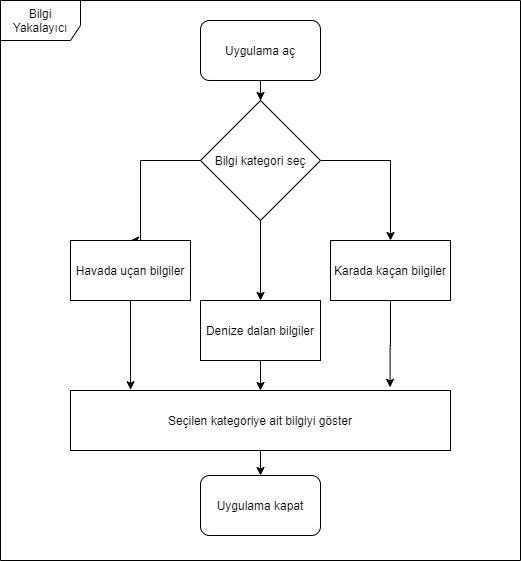 Bilgi
Yakalayıcı
Uygulama aç
Bilgi kategori seç
Havada uçan bilgiler
Karada kaçan bilgiler
Denize dalan bilgiler
Seçilen kategoriye ait bilgiyi göster
Uygulama kapat